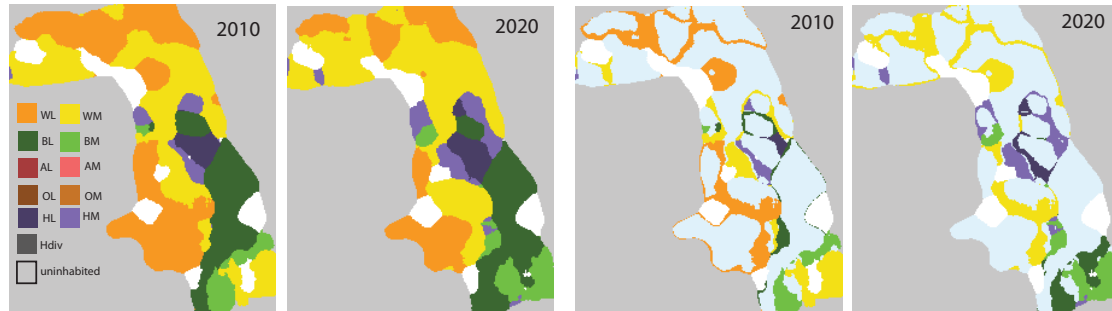 2010
2020
2010
2020
WL WM
BL BM
AL AM
OL OM
HL HM
Hdiv
uninhabited